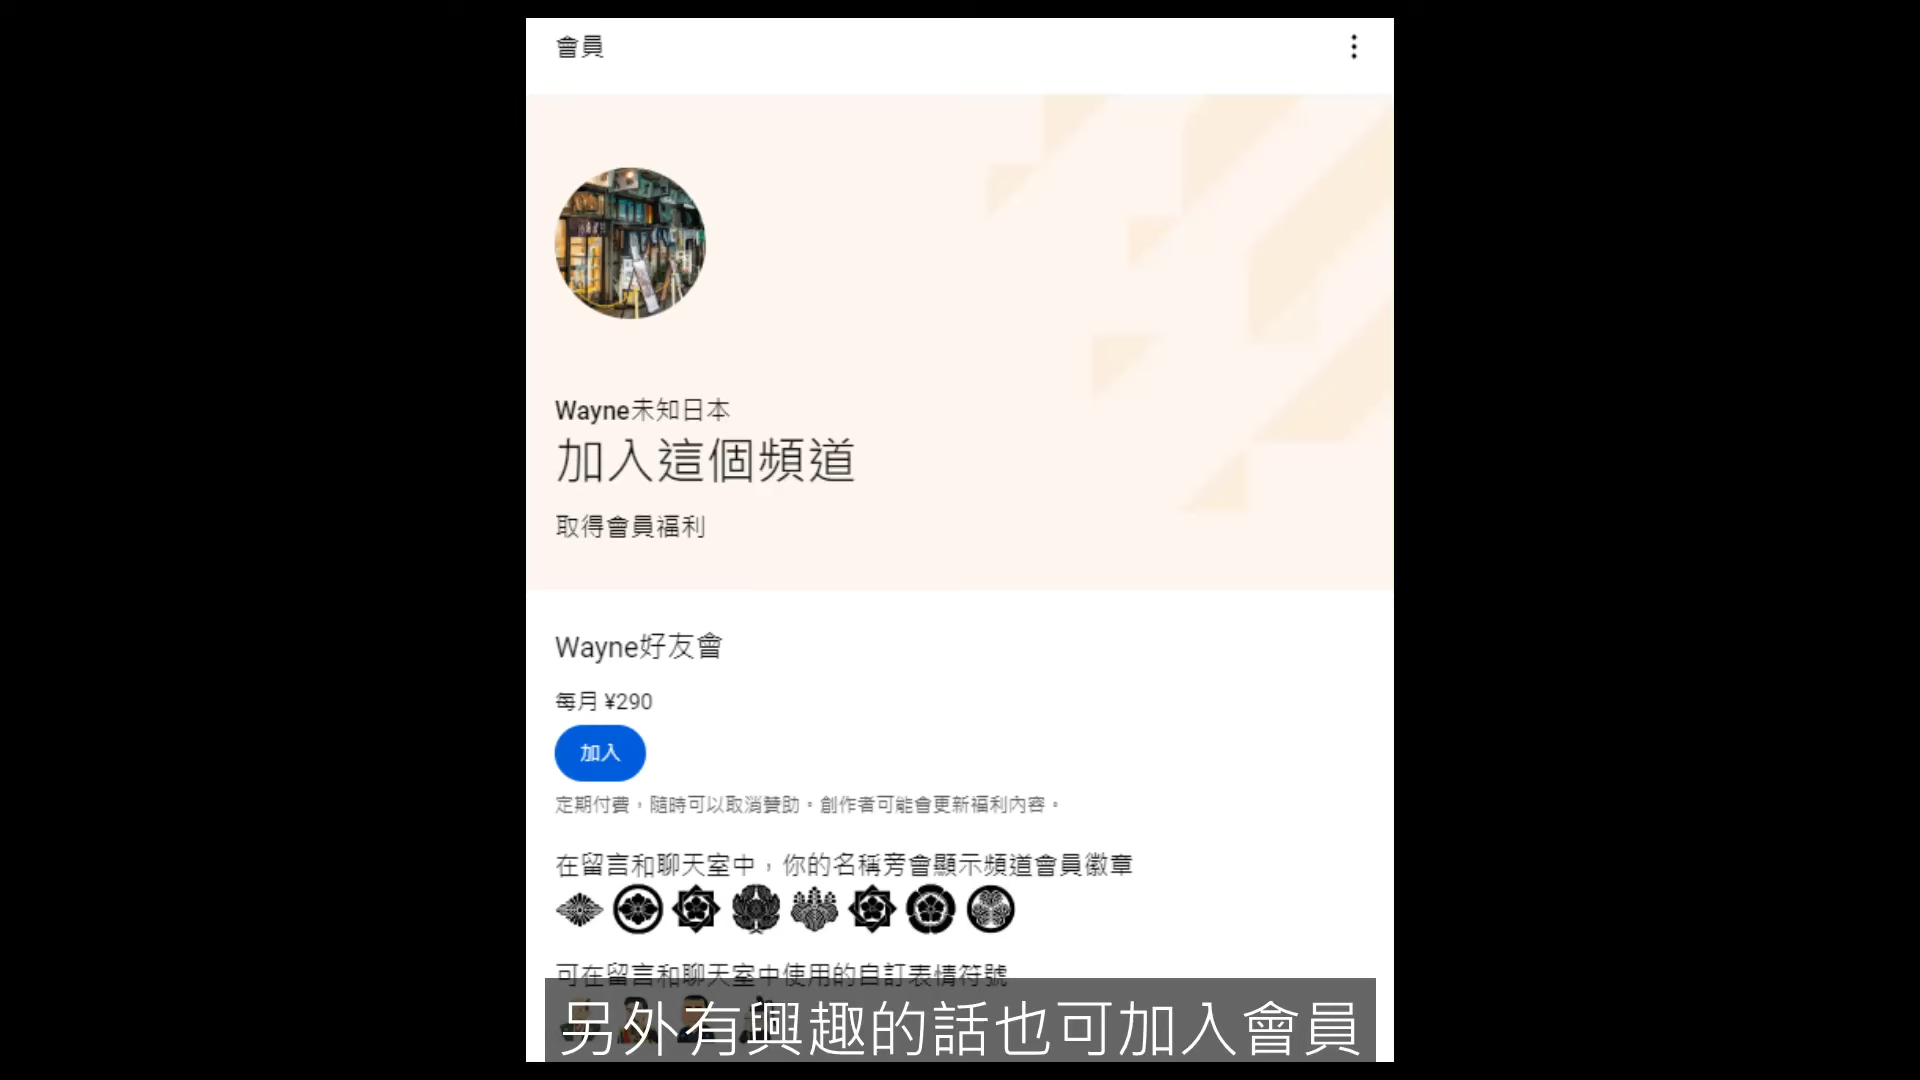 會員
Wayne未知日本
加入這個頻道
取得會員福利
Wayne好友會
每月 ¥290
加入
定期付費，隨時可以取消贊助。創作者可能會更新福利內容。
在留言和聊天室中，你的名稱旁會顯示頻道會員徽章
可在留言和聊天室中使用的自訂表情符號
另外有興趣的話也可加入會員